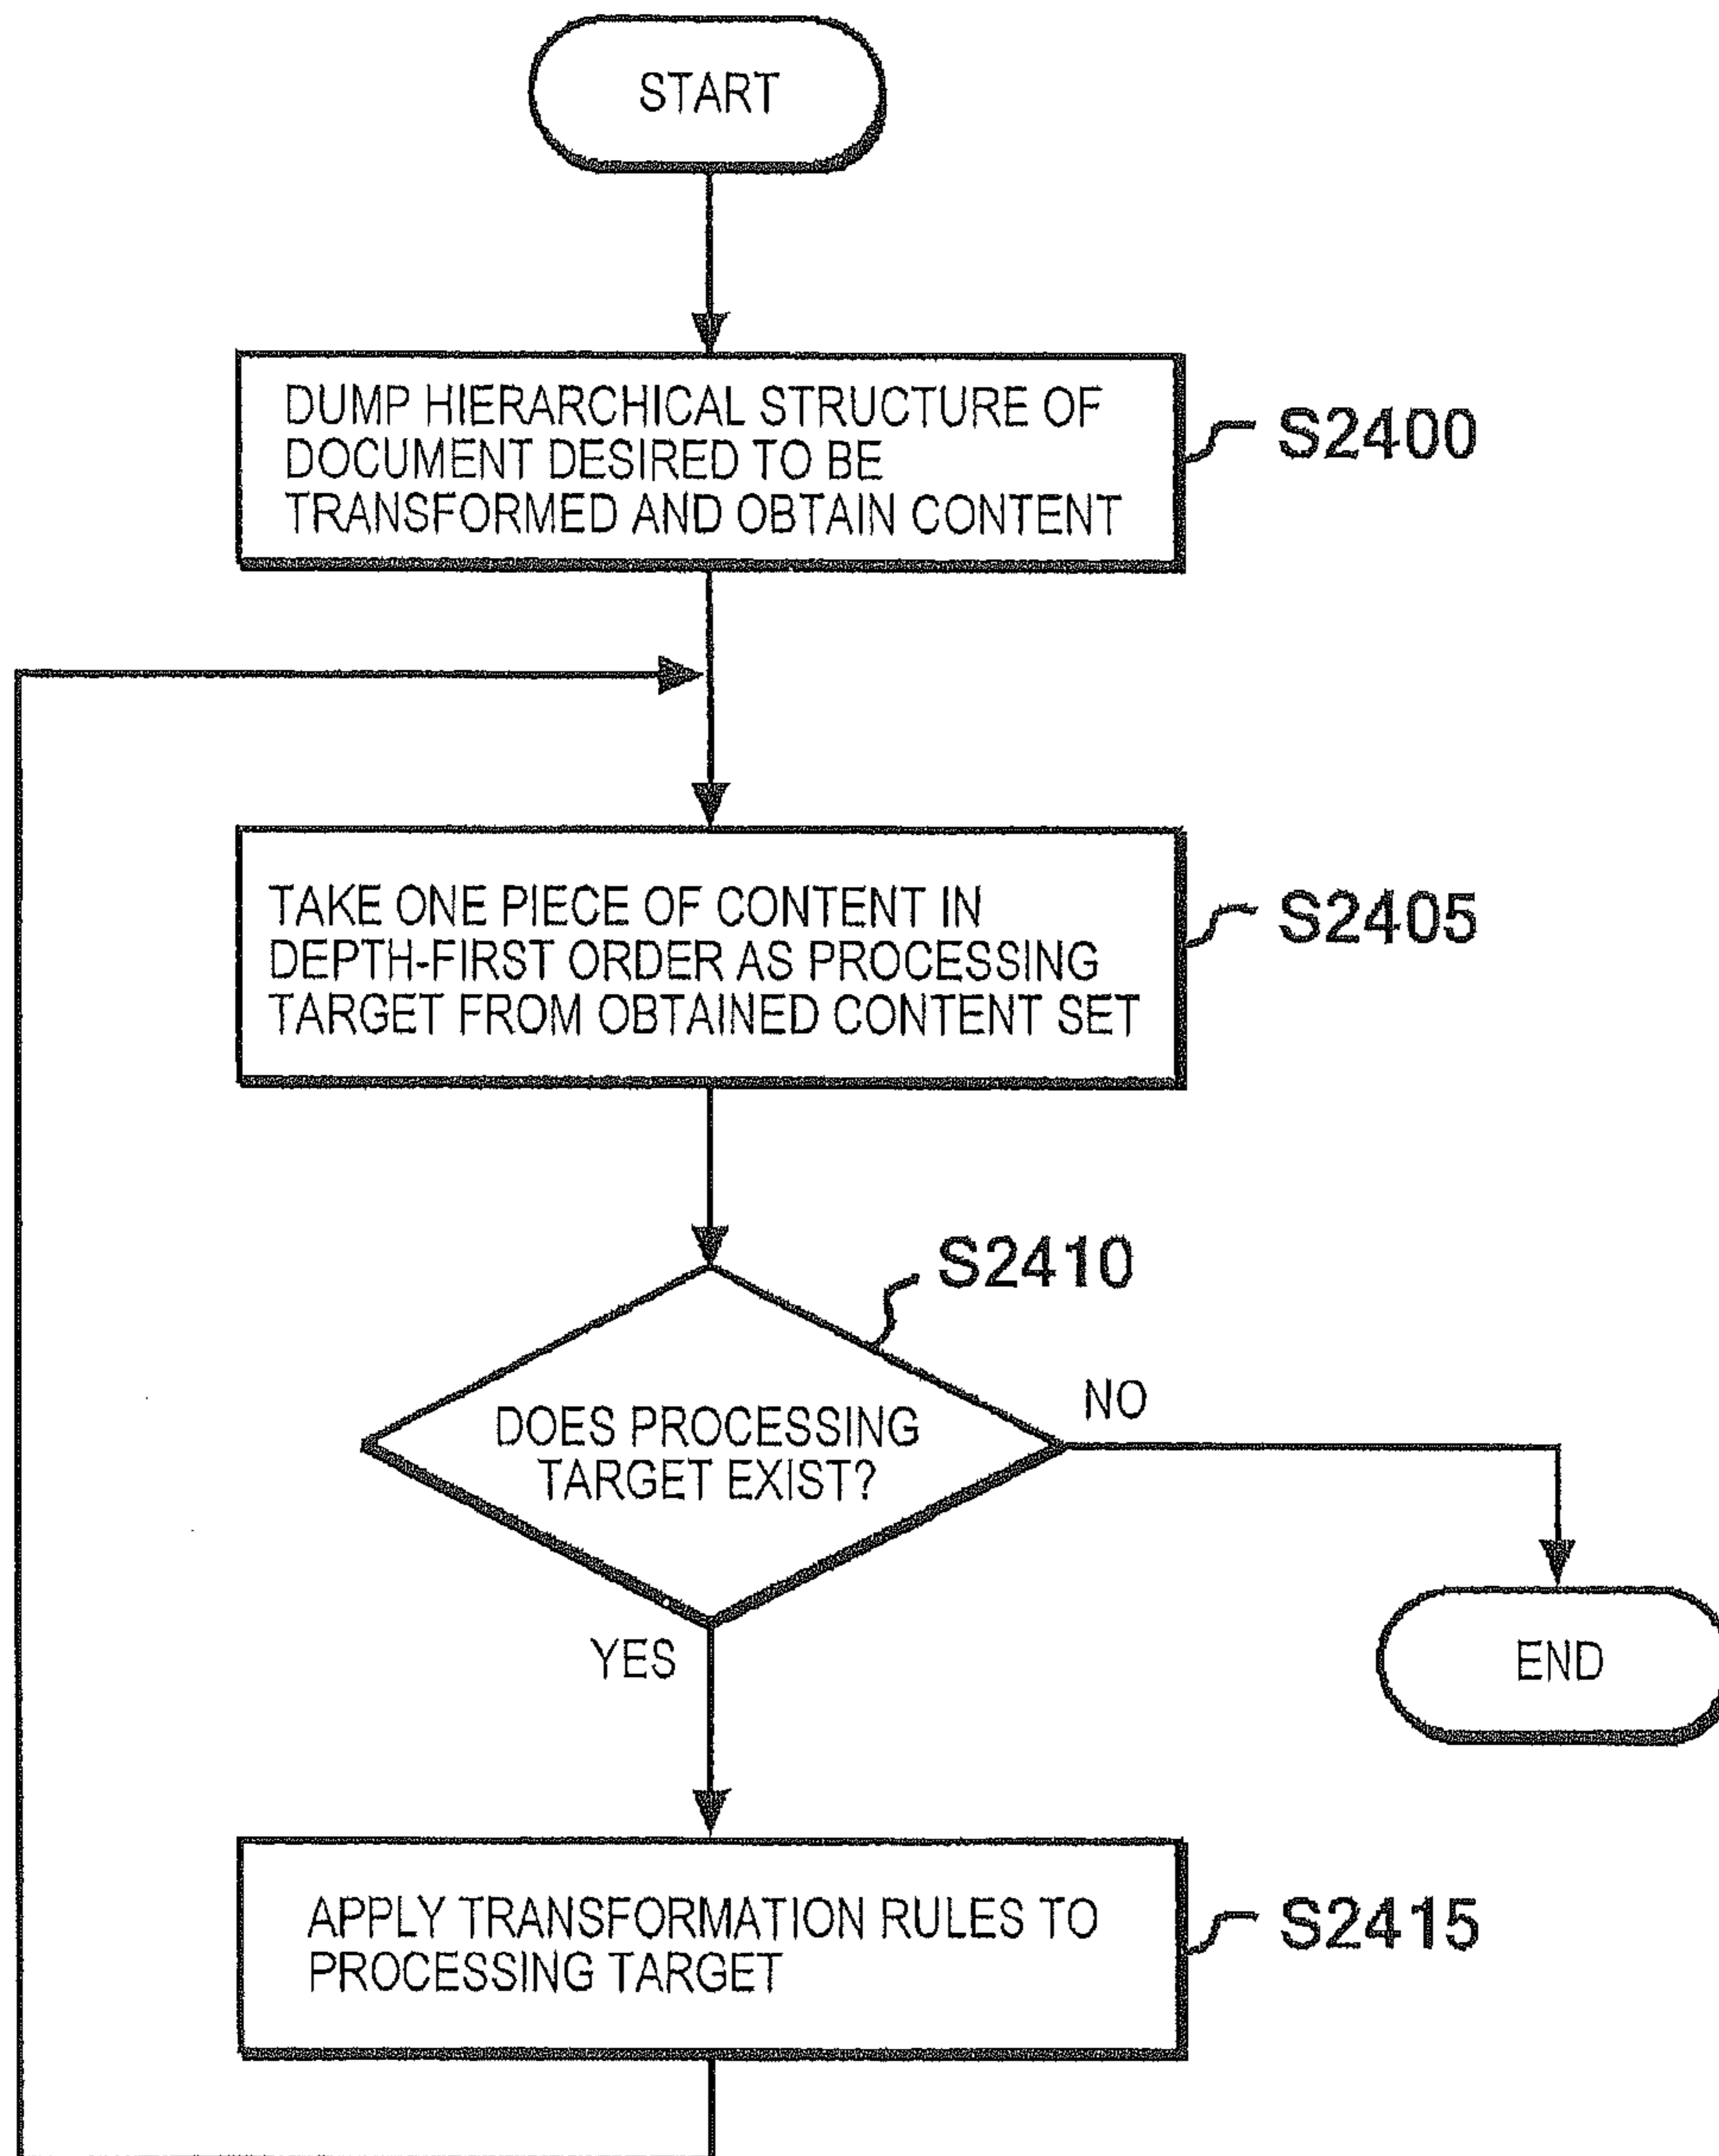 START
DUMP HIERARCHICAL STRUCTURE OF
DOCUMENT DESIRED TO BE
TRANSFORMED AND OBTAIN CONTENT
S2400
TAKE ONE PIECE OF CONTENT IN
DEPTH-FIRST ORDER AS PROCESSING
TARGET FROM OBTAINED CONTENT SET
S2405
S2410
DOES PROCESSING
TARGET EXIST?
NO
YES
END
APPLY TRANSFORMATION RULES TO
PROCESSING TARGET
S2415